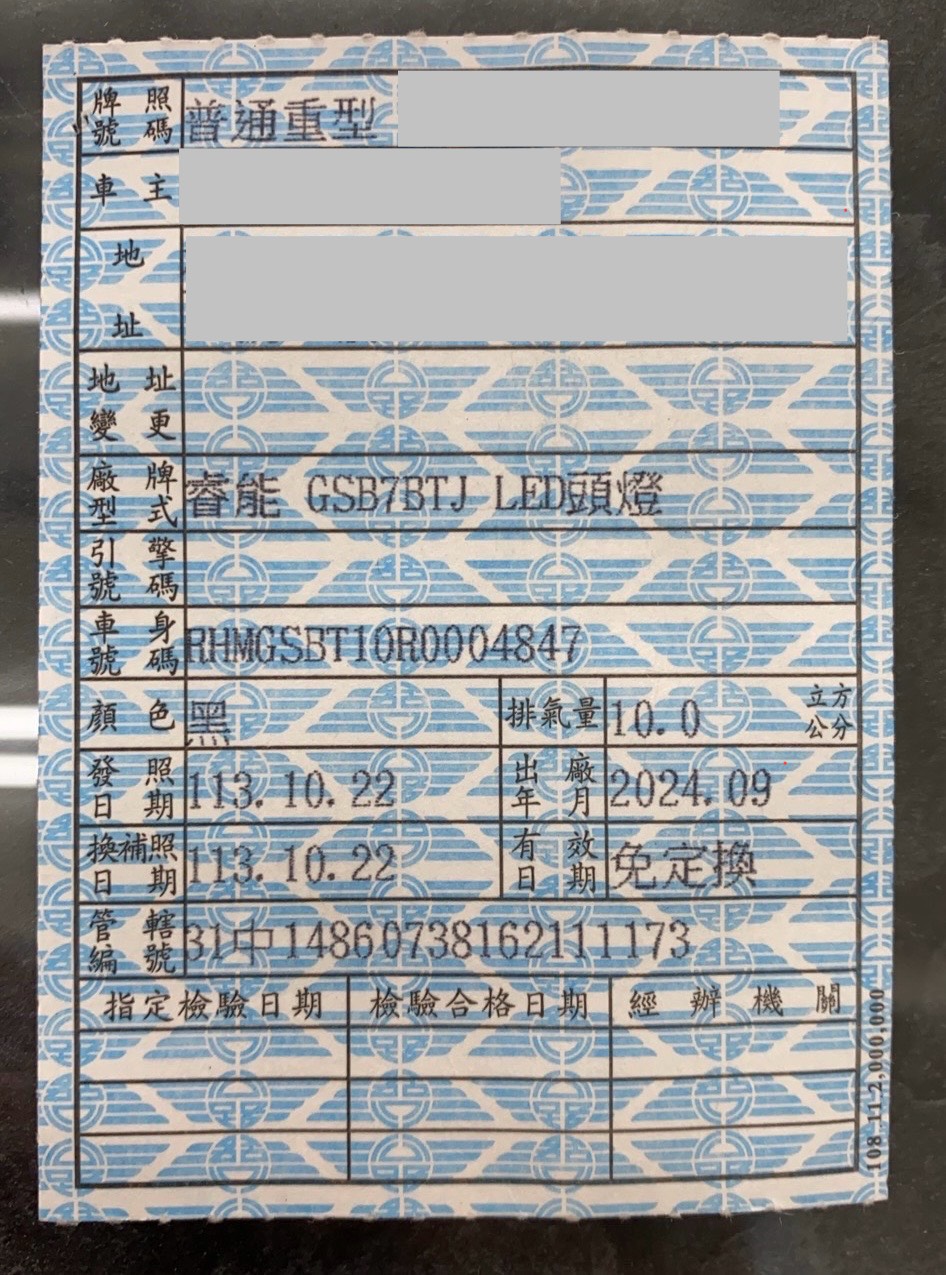 牌照號碼 普通重型
車主
地址
地址變更
廠牌型式 睿能 GSB7BTJ LED頭燈
引擎號碼
車身號碼 RHMGSBT10R0004847
顏色 黑 排氣量 10.0 立方公分
發照日期 113.10.22 出廠年月 2024.09
換補照日期 113.10.22 有效日期 免定換
管轄編號 31中14860738162111173
指定檢驗日期 檢驗合格日期 經辦機關
108.11.2,000,000